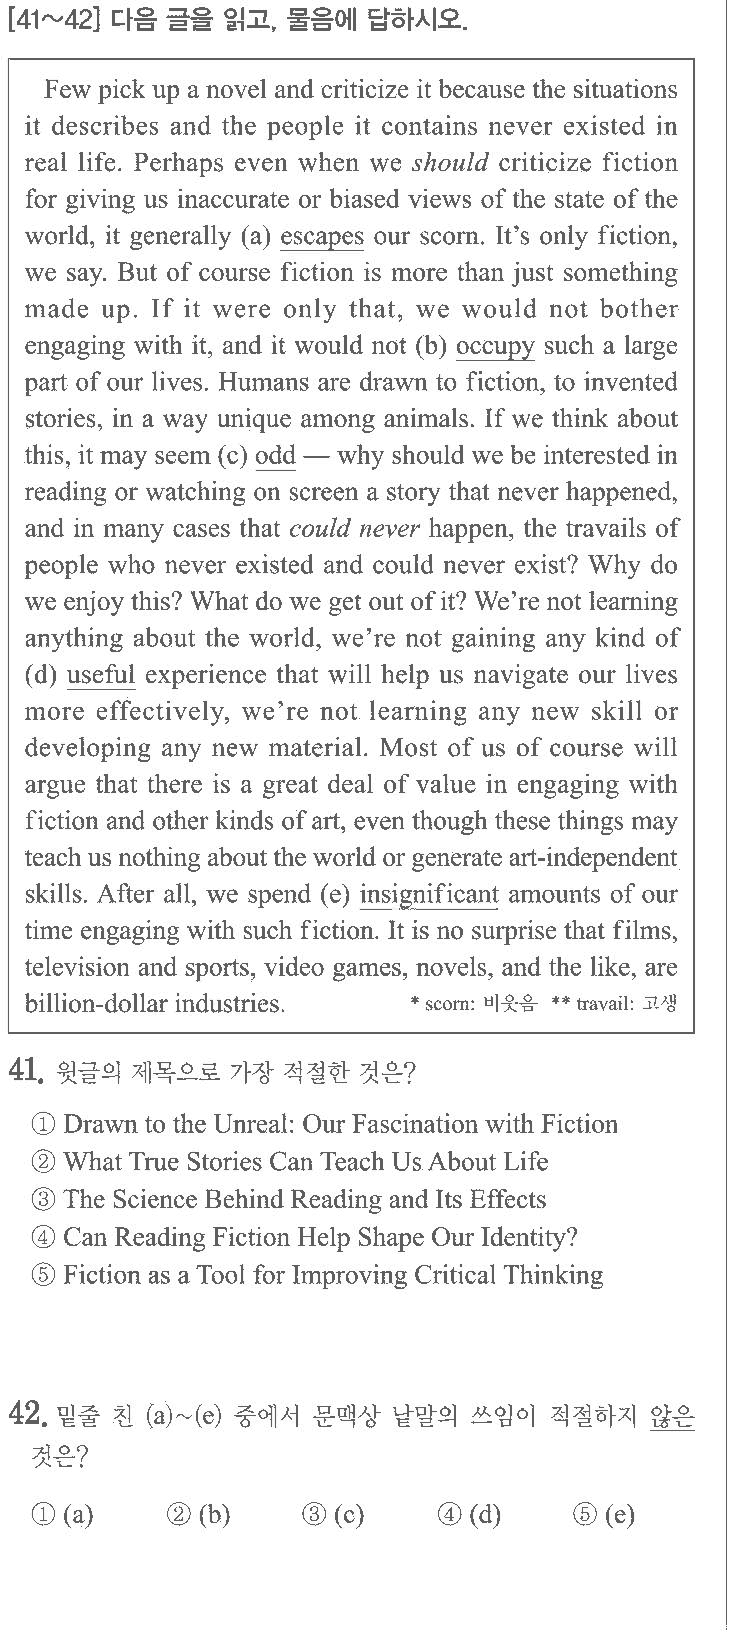 [41~42] 다음 글을 읽고, 물음에 답하시오.
Few pick up a novel and criticize it because the situations
it describes and the people it contains never existed in
real life. Perhaps even when we should criticize fiction
for giving us inaccurate or biased views of the state of the
world, it generally (a) escapes our scorn. It's only fiction,
we say. But of course fiction is more than just something
made up. If it were only that, we would not bother
engaging with it, and it would not (b) occupy such a large
part of our lives. Humans are drawn to fiction, to invented
stories, in a way unique among animals. If we think about
this, it may seem (c) odd — why should we be interested in
reading or watching on screen a story that never happened,
and in many cases that could never happen, the travails of
people who never existed and could never exist? Why do
we enjoy this? What do we get out of it? We're not learning
anything about the world, we're not gaining any kind of
(d) useful experience that will help us navigate our lives
more effectively, we're not learning any new skill or
developing any new material. Most of us of course will
argue that there is a great deal of value in engaging with
fiction and other kinds of art, even though these things may
teach us nothing about the world or generate art-independent
skills. After all, we spend (e) insignificant amounts of our
time engaging with such fiction. It is no surprise that films,
television and sports, video games, novels, and the like, are
billion-dollar industries. * scorn: 비웃음 ** travail: 고생
41. 윗글의 제목으로 가장 적절한 것은?
① Drawn to the Unreal: Our Fascination with Fiction
② What True Stories Can Teach Us About Life
③ The Science Behind Reading and Its Effects
④ Can Reading Fiction Help Shape Our Identity?
⑤ Fiction as a Tool for Improving Critical Thinking
42. 밑줄 친 (a)~(e) 중에서 문맥상 낱말의 쓰임이 적절하지 않은
것은?
① (a) ② (b) ③ (c) ④ (d) ⑤ (e)